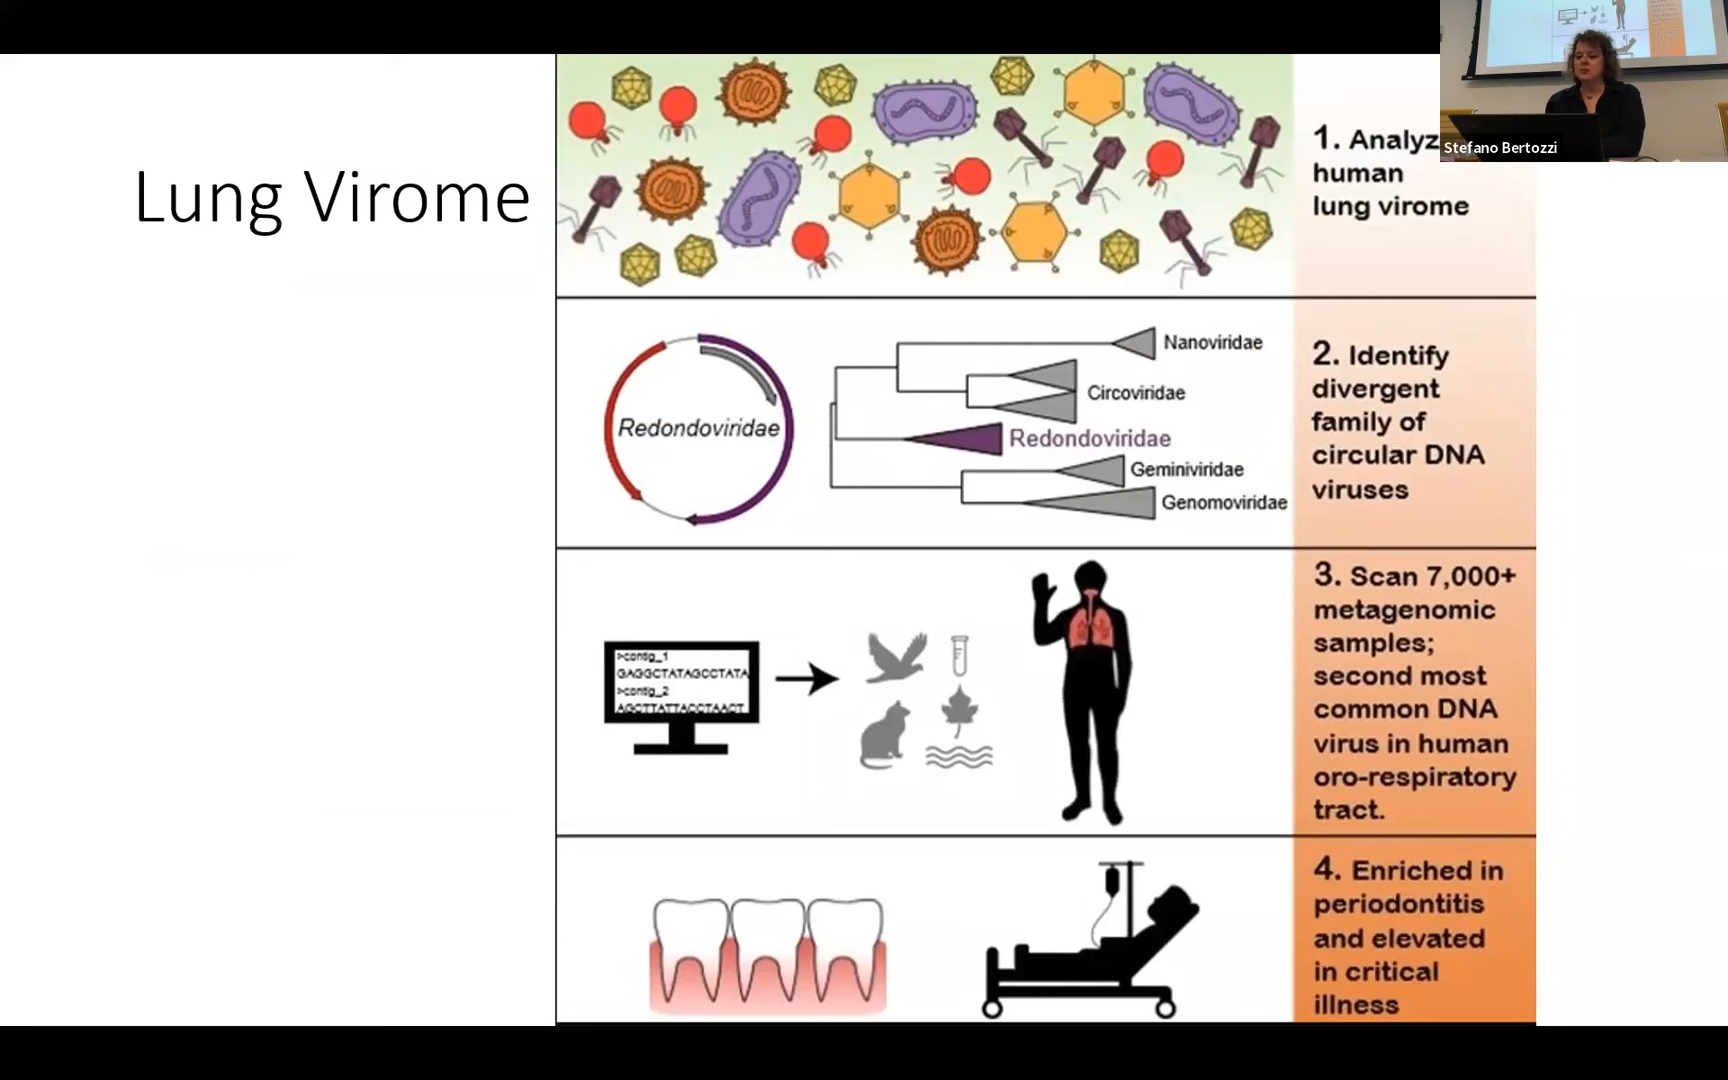 Lung Virome
1. Analyz
human
lung virome
Stefano Bertozzi
Redondoviridae
Nanoviridae
Circoviridae
Redondoviridae
Geminiviridae
Genomoviridae
2. Identify
divergent
family of
circular DNA
viruses
>contig_1
GAGGCTATAGCCTATA
>contig_2
AGCTTATTACCTAACT
3. Scan 7,000+
metagenomic
samples;
second most
common DNA
virus in human
oro-respiratory
tract.
4. Enriched in
periodontitis
and elevated
in critical
illness